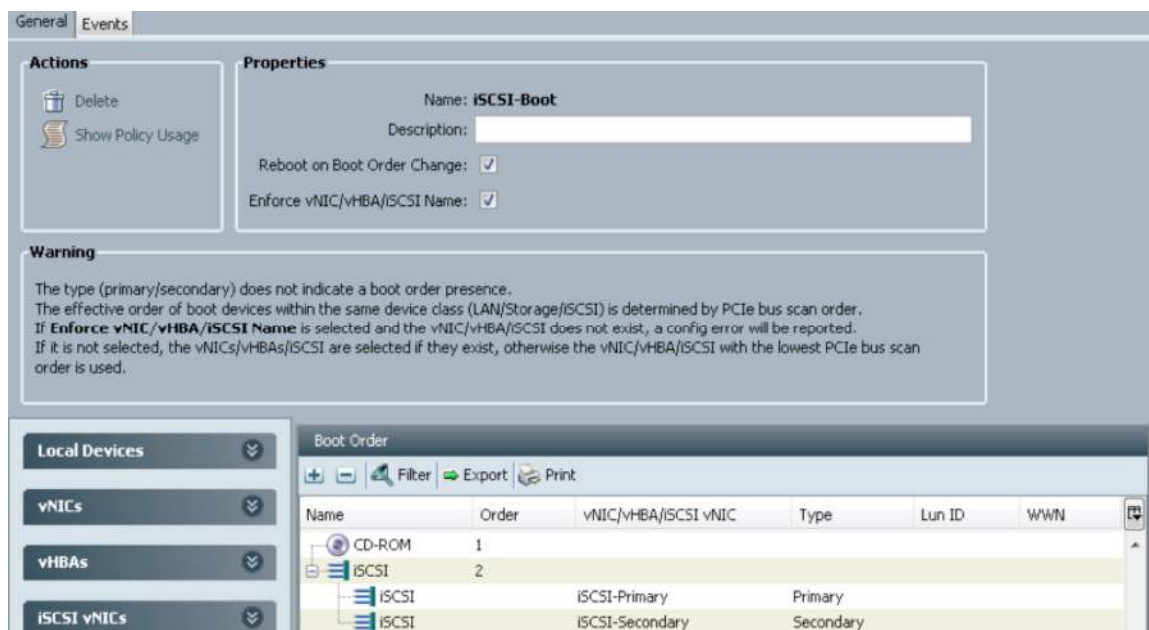 General Events
Actions
Delete
Show Policy Usage
Properties
Name: iSCSI-Boot
Description:
Reboot on Boot Order Change:
Enforce vNIC/vHBA/iSCSI Name:
Warning
The type (primary/secondary) does not indicate a boot order presence.
The effective order of boot devices within the same device class (LAN/Storage/iSCSI) is determined by PCIe bus scan order.
If Enforce vNIC/vHBA/iSCSI Name is selected and the vNIC/vHBA/iSCSI does not exist, a config error will be reported.
If it is not selected, the vNICs/vHBAs/iSCSI are selected if they exist, otherwise the vNIC/vHBA/iSCSI with the lowest PCIe bus scan
order is used.
Local Devices
vNICs
vHBAs
iSCSI vNICs
Boot Order
Filter Export Print
Name Order vNIC/vHBA/iSCSI vNIC Type Lun ID WWN
CD-ROM 1
iSCSI 2
iSCSI iSCSI-Primary Primary
iSCSI iSCSI-Secondary Secondary